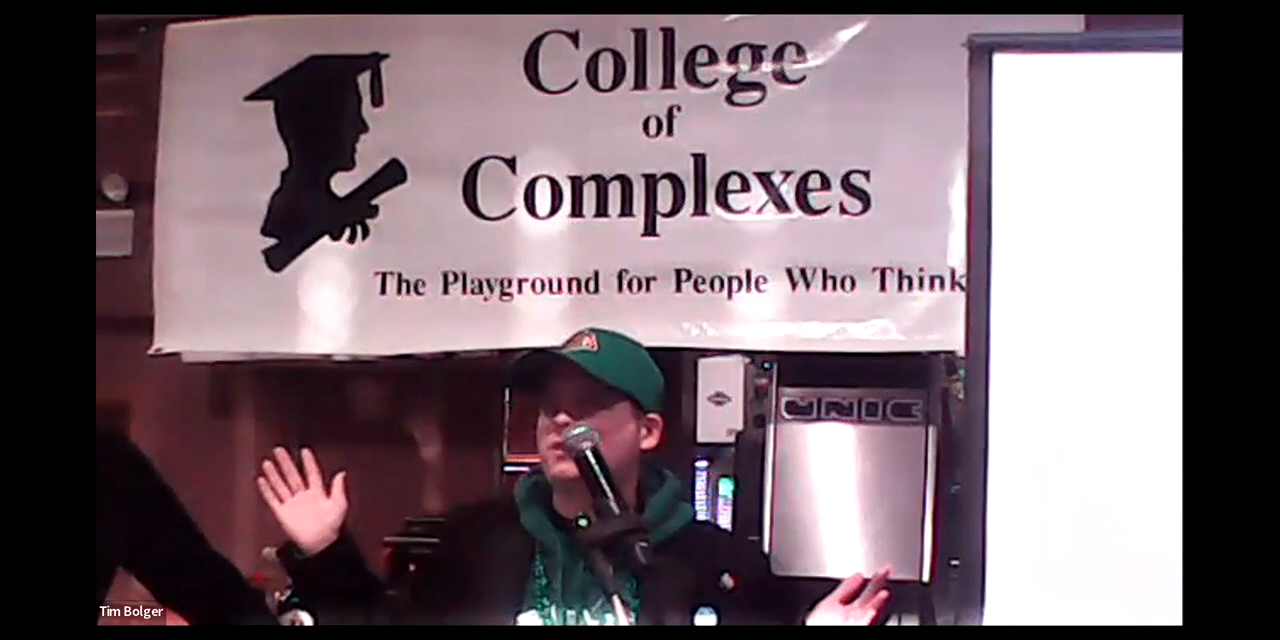 College
of
Complexes
The Playground for People Who Think
UNIC
Tim Bolger